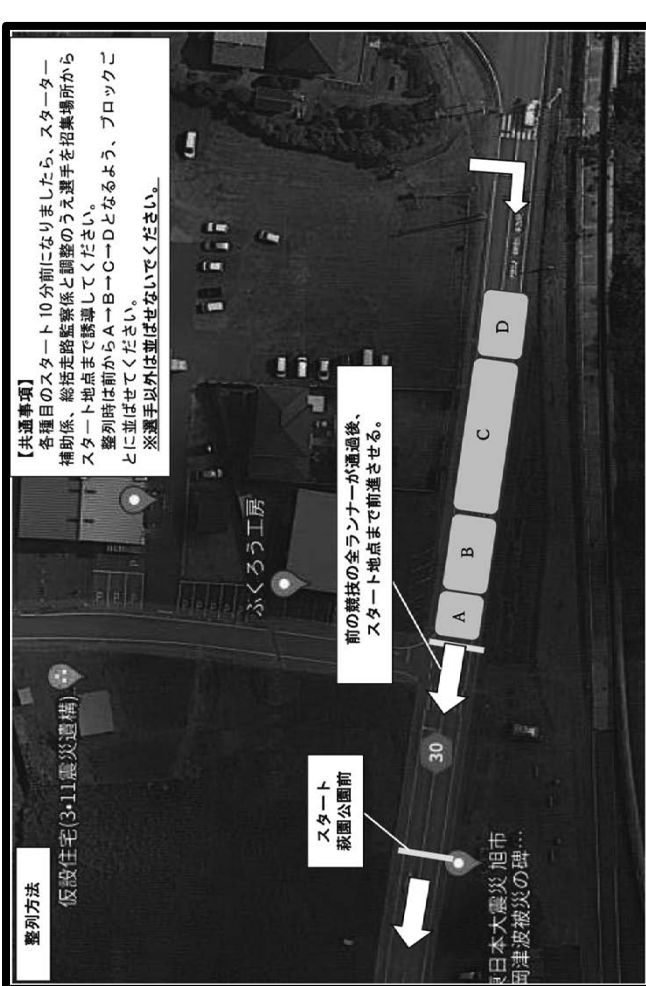 整列方法
【共通事項】
各種目のスタート10分前になりましたら、スターター
補助係、総括走路監察係と調整のうえ選手を招集場所から
スタート地点まで誘導してください。
整列時は前からA→B→C→Dとなるよう、ブロックご
とに並ばせてください。
※選手以外は並ばせないでください。
仮設住宅(3・11震災遺構)
ふくろう工房
前の競技の全ランナーが通過後、
スタート地点まで前進させる。
スタート
萩園公園前
30
A
B
C
D
日本大震災 旭市
岡津波被災の碑…